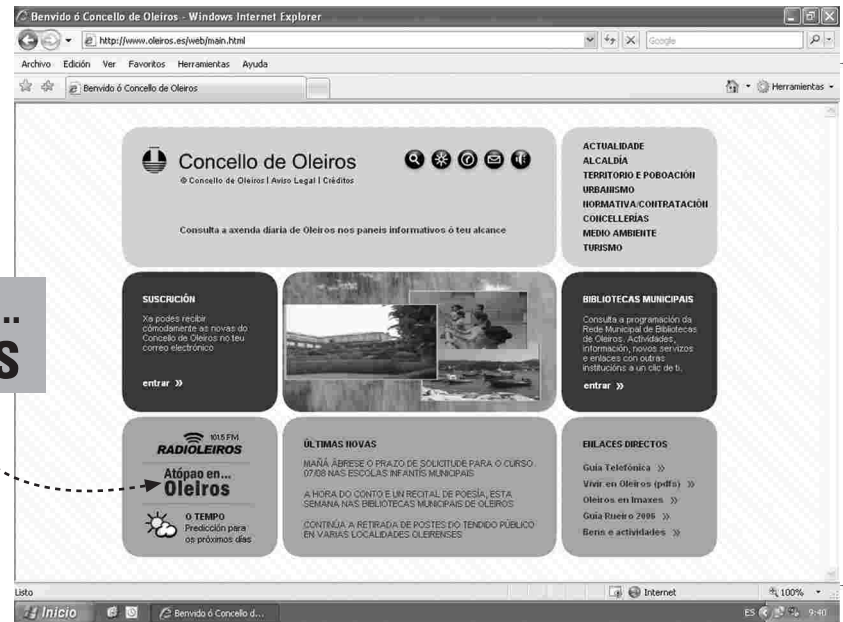 Benvido ó Concello de Oleiros - Windows Internet Explorer
http://www.oleiros.es/web/main.html
Google
Archivo Edición Ver Favoritos Herramientas Ayuda
Benvido ó Concello de Oleiros
Herramientas
Concello de Oleiros
© Concello de Oleiros | Aviso Legal | Créditos
Consulta a axenda diaria de Oleiros nos paneis informativos ó teu alcance
ACTUALIDADE
ALCALDÍA
TERRITORIO E POBOACIÓN
URBANISMO
NORMATIVA/CONTRATACIÓN
CONCELLERÍAS
MEDIO AMBIENTE
TURISMO
...
S
SUSCRICIÓN
Xa podes recibir
cómodamente as novas do
Concello de Oleiros no teu
correo electrónico
entrar »
BIBLIOTECAS MUNICIPAIS
Consulta a programación da
Rede Municipal de Bibliotecas
de Oleiros. Actividades,
información, novos servizos
e enlaces con outras
institucións a un clic de ti.
entrar »
101.5 FM
RADIOLEIROS
Atópao en...
Oleiros
O TEMPO
Predicción para
os próximos días
ÚLTIMAS NOVAS
MAÑÁ ÁBRESE O PRAZO DE SOLICITUDE PARA O CURSO
07/08 NAS ESCOLAS INFANTÍS MUNICIPAIS
A HORA DO CONTO E UN RECITAL DE POESÍA, ESTA
SEMANA NAS BIBLIOTECAS MUNICIPAIS DE OLEIROS
CONTINÚA A RETIRADA DE POSTES DO TENDIDO PÚBLICO
EN VARIAS LOCALIDADES OLEIRENSES
ENLACES DIRECTOS
Guía Telefónica »
Vivir en Oleiros (pdfs) »
Oleiros en Imaxes »
Guía Rueiro 2006 »
Bens e actividades »
Listo
Internet
100%
Inicio
Benvido ó Concello d...
ES
9:40